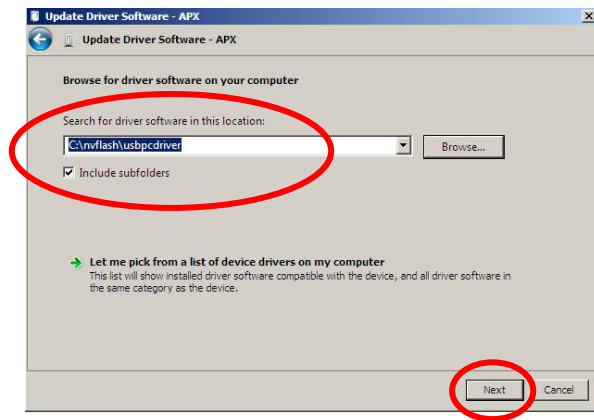 Update Driver Software - APX
Update Driver Software - APX
Browse for driver software on your computer
Search for driver software in this location:
C:\nvflash\usbpcdriver
Browse...
Include subfolders
Let me pick from a list of device drivers on my computer
This list will show installed driver software compatible with the device, and all driver software in
the same category as the device.
Next
Cancel